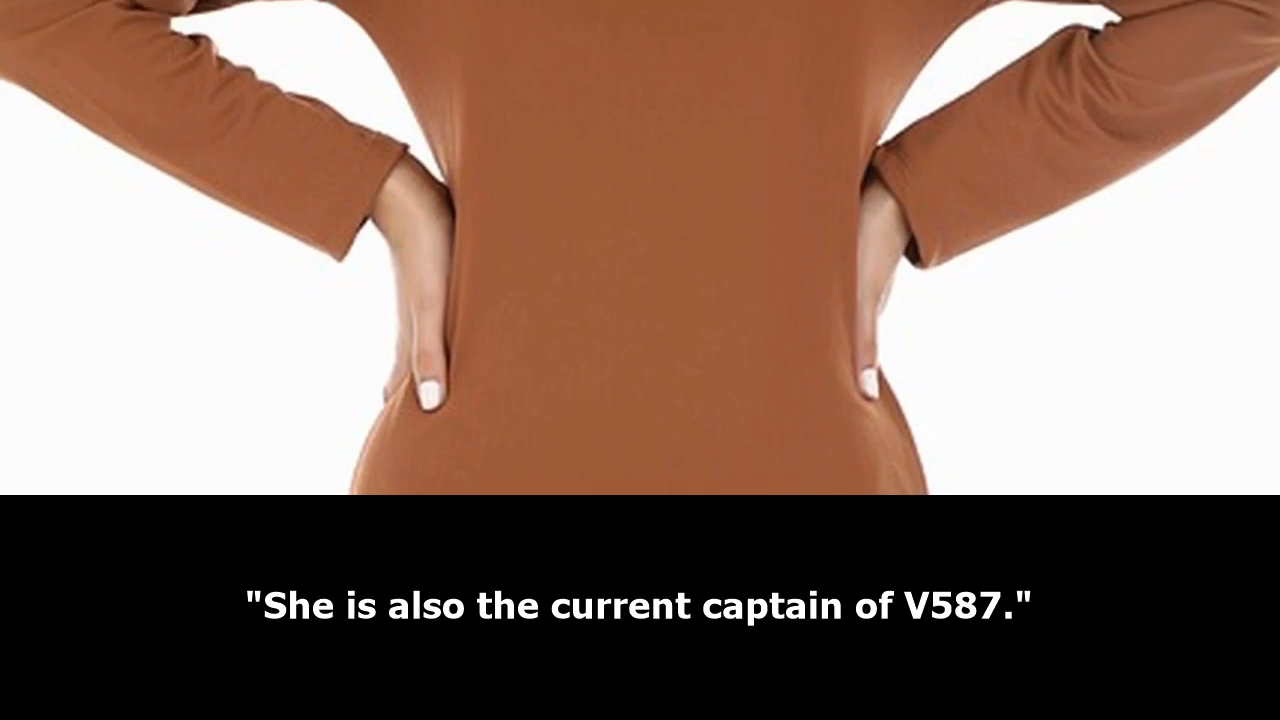 "She is also the current captain of V587."